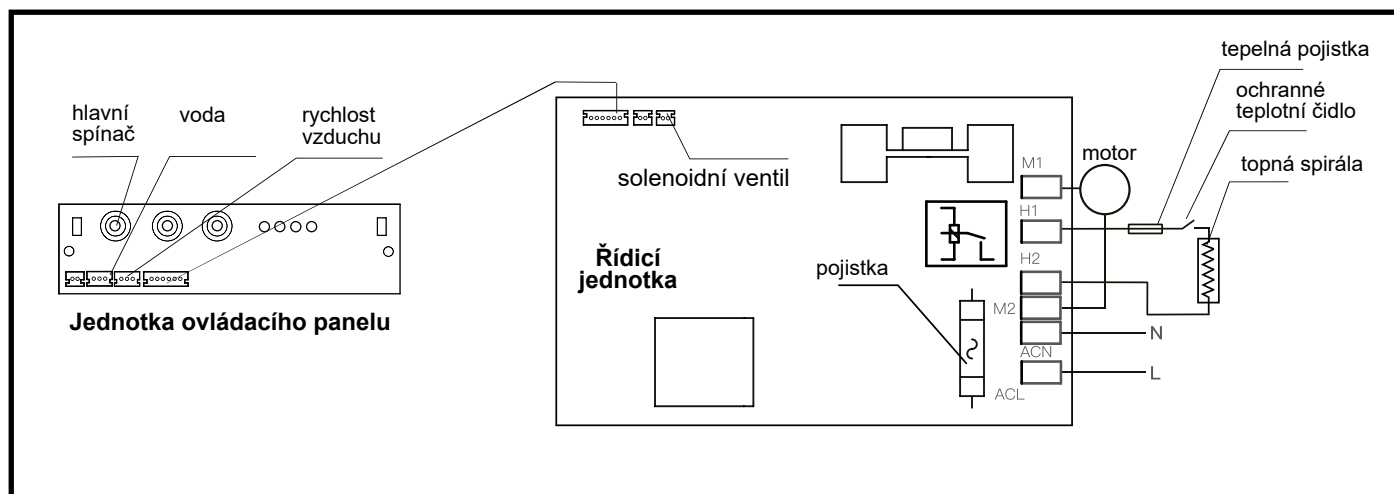 hlavní
spínač
voda
rychlost
vzduchu
Jednotka ovládacího panelu
solenoidní ventil
Řídicí
jednotka
pojistka
M1
motor
H1
H2
M2
ACN
N
ACL
L
tepelná pojistka
ochranné
teplotní čidlo
topná spirála